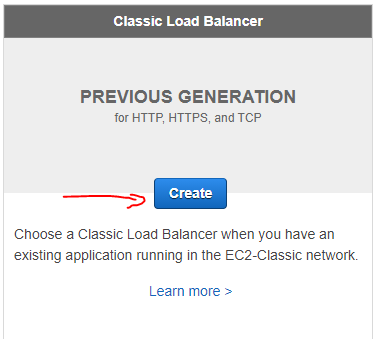 Classic Load Balancer
PREVIOUS GENERATION
for HTTP, HTTPS, and TCP
Create
Choose a Classic Load Balancer when you have an
existing application running in the EC2-Classic network.
Learn more >